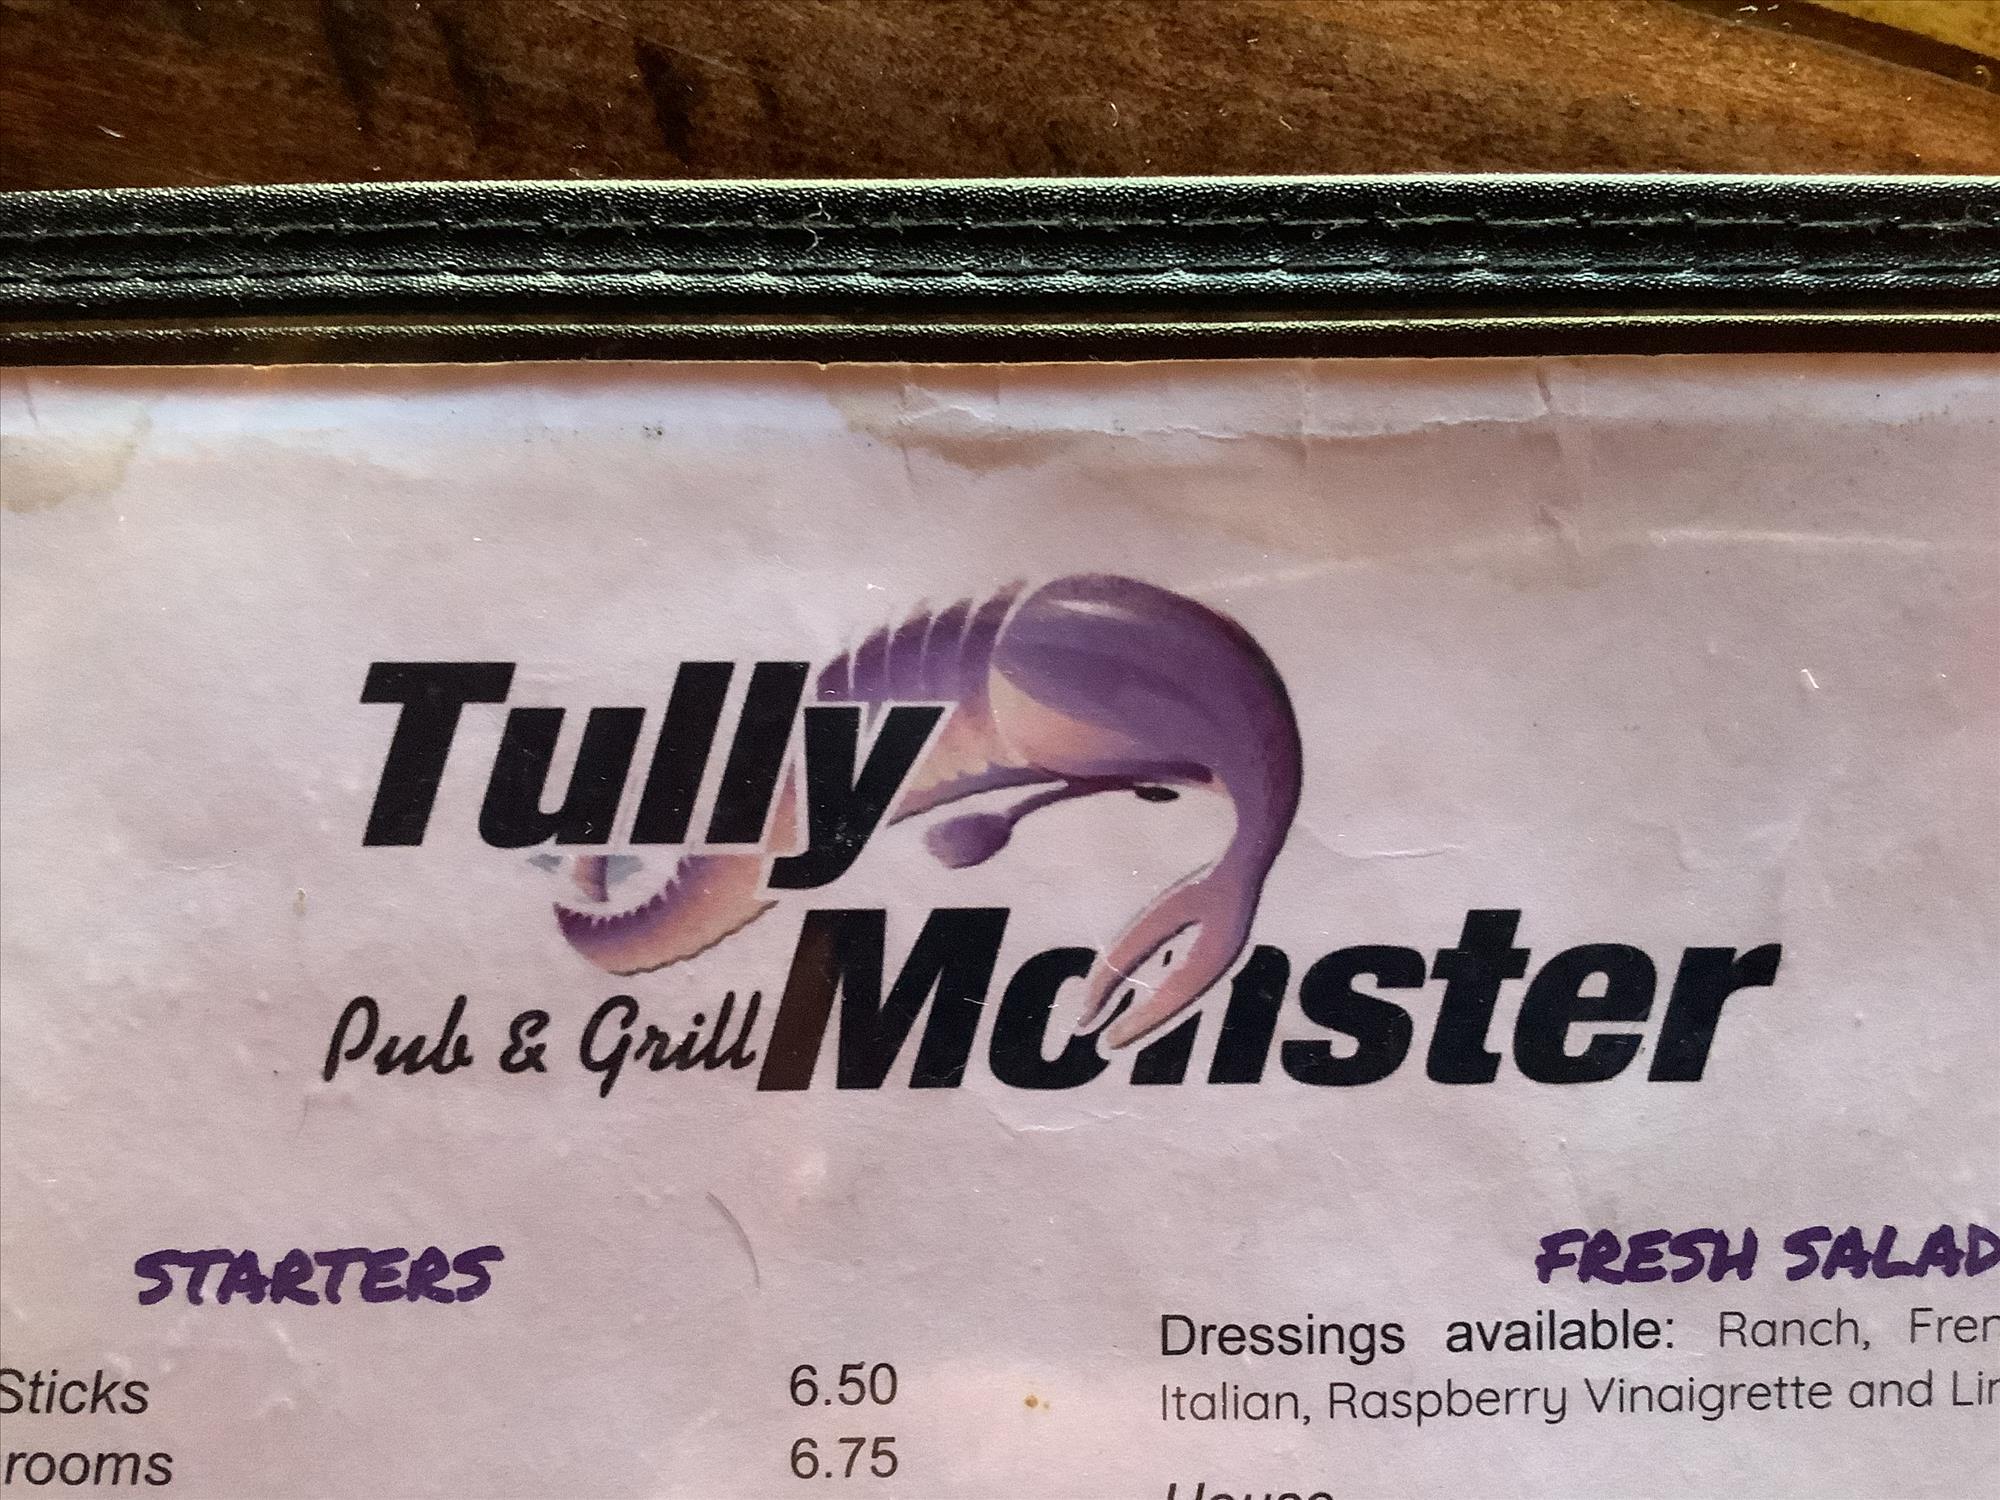 Tully
Monster
Pub & Grill
STARTERS
Sticks 6.50
rooms 6.75
FRESH SALAD
Dressings available: Ranch, Fren
Italian, Raspberry Vinaigrette and
House